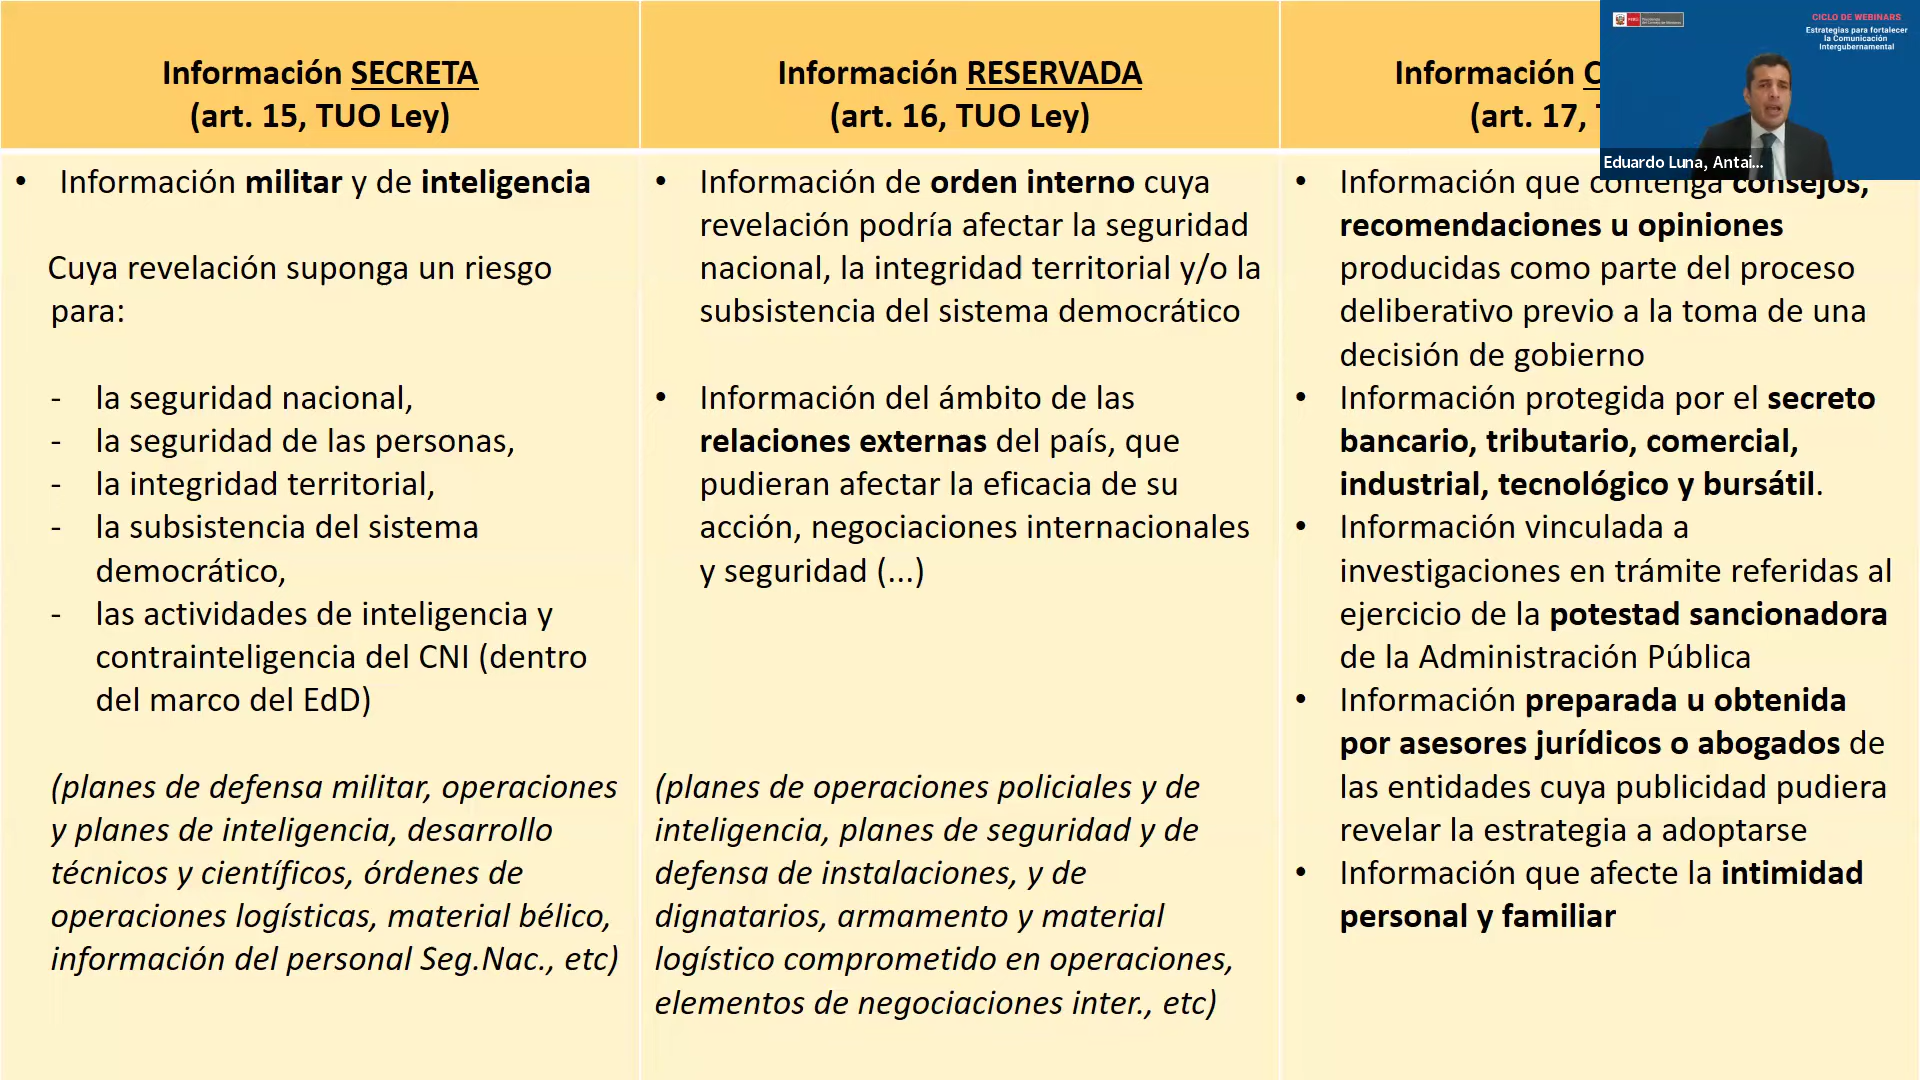 Información SECRETA
(art. 15, TUO Ley)
• Información militar y de inteligencia
Cuya revelación suponga un riesgo
para:
- la seguridad nacional,
- la seguridad de las personas,
- la integridad territorial,
- la subsistencia del sistema
democrático,
- las actividades de inteligencia y
contrainteligencia del CNI (dentro
del marco del EdD)
(planes de defensa militar, operaciones
y planes de inteligencia, desarrollo
técnicos y científicos, órdenes de
operaciones logísticas, material bélico,
información del personal Seg.Nac., etc)
Información RESERVADA
(art. 16, TUO Ley)
• Información de orden interno cuya
revelación podría afectar la seguridad
nacional, la integridad territorial y/o la
subsistencia del sistema democrático
• Información del ámbito de las
relaciones externas del país, que
pudieran afectar la eficacia de su
acción, negociaciones internacionales
y seguridad (...)
(planes de operaciones policiales y de
inteligencia, planes de seguridad y de
defensa de instalaciones, y de
dignatarios, armamento y material
logístico comprometido en operaciones,
elementos de negociaciones inter., etc)
Información
(art. 17,
• Información que contenga consejos,
recomendaciones u opiniones
producidas como parte del proceso
deliberativo previo a la toma de una
decisión de gobierno
• Información protegida por el secreto
bancario, tributario, comercial,
industrial, tecnológico y bursátil.
• Información vinculada a
investigaciones en trámite referidas al
ejercicio de la potestad sancionadora
de la Administración Pública
• Información preparada u obtenida
por asesores jurídicos o abogados de
las entidades cuya publicidad pudiera
revelar la estrategia a adoptarse
• Información que afecte la intimidad
personal y familiar
PERÚ
CICLO DE WEBINARS
Estrategias para fortalecer
la Comunicación
Intergubernamental
Eduardo Luna, Antai...